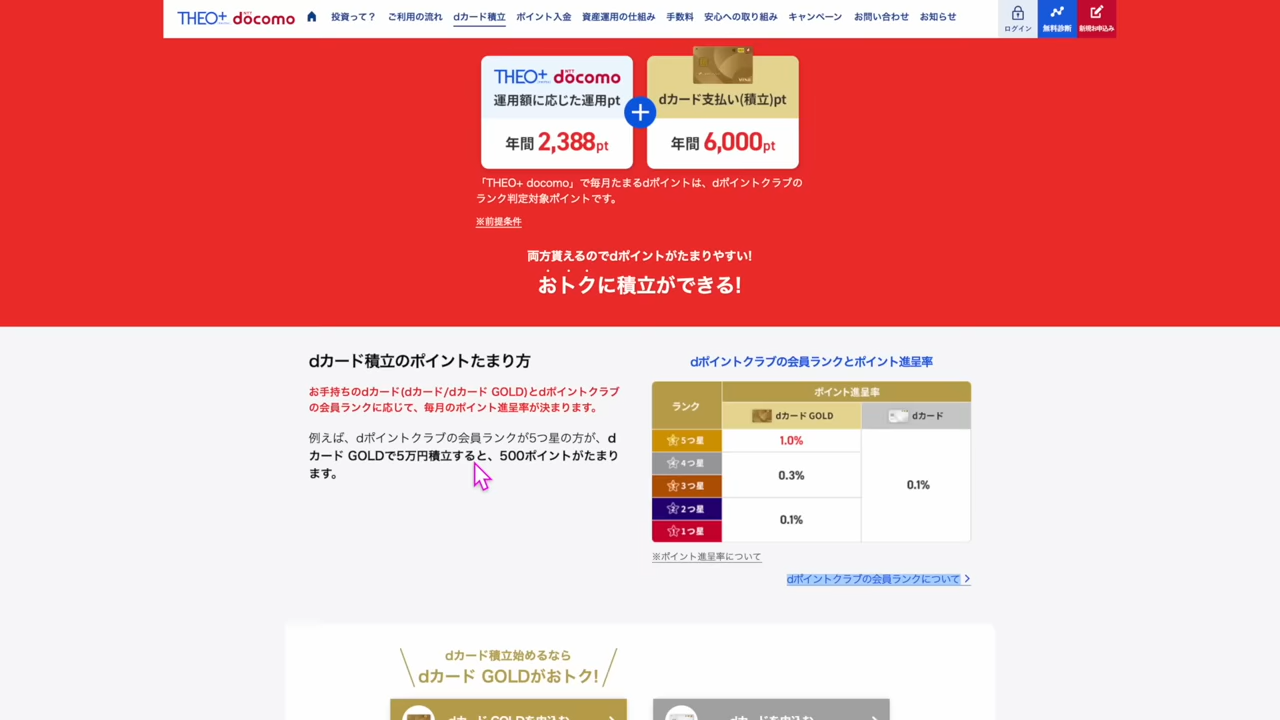 THEO+ docomo
投資って？
ご利用の流れ
dカード積立
ポイント入金
資産運用の仕組み
手数料
安心への取り組み
キャンペーン
お問い合わせ
お知らせ
ログイン
無料診断
新規お申込み
THEO+ docomo
運用額に応じた運用pt
年間 2,388pt
+
dカード支払い(積立)pt
年間 6,000pt
「THEO+ docomo」で毎月たまるdポイントは、dポイントクラブの
ランク判定対象ポイントです。
※前提条件
両方貰えるのでdポイントがたまりやすい!
おトクに積立ができる!
dカード積立のポイントたまり方
お手持ちのdカード(dカード/dカード GOLD)とdポイントクラブ
の会員ランクに応じて、毎月のポイント進呈率が決まります。
例えば、dポイントクラブの会員ランクが5つ星の方が、d
カード GOLDで5万円積立すると、500ポイントがたまり
ます。
dポイントクラブの会員ランクとポイント進呈率
ランク
ポイント進呈率
dカード GOLD
dカード
5つ星
1.0%
4つ星
3つ星
0.3%
0.1%
2つ星
1つ星
0.1%
※ポイント進呈率について
dポイントクラブの会員ランクについて
dカード積立始めるなら
dカード GOLDがおトク!
dカード GOLDを申込む
dカードを申込む